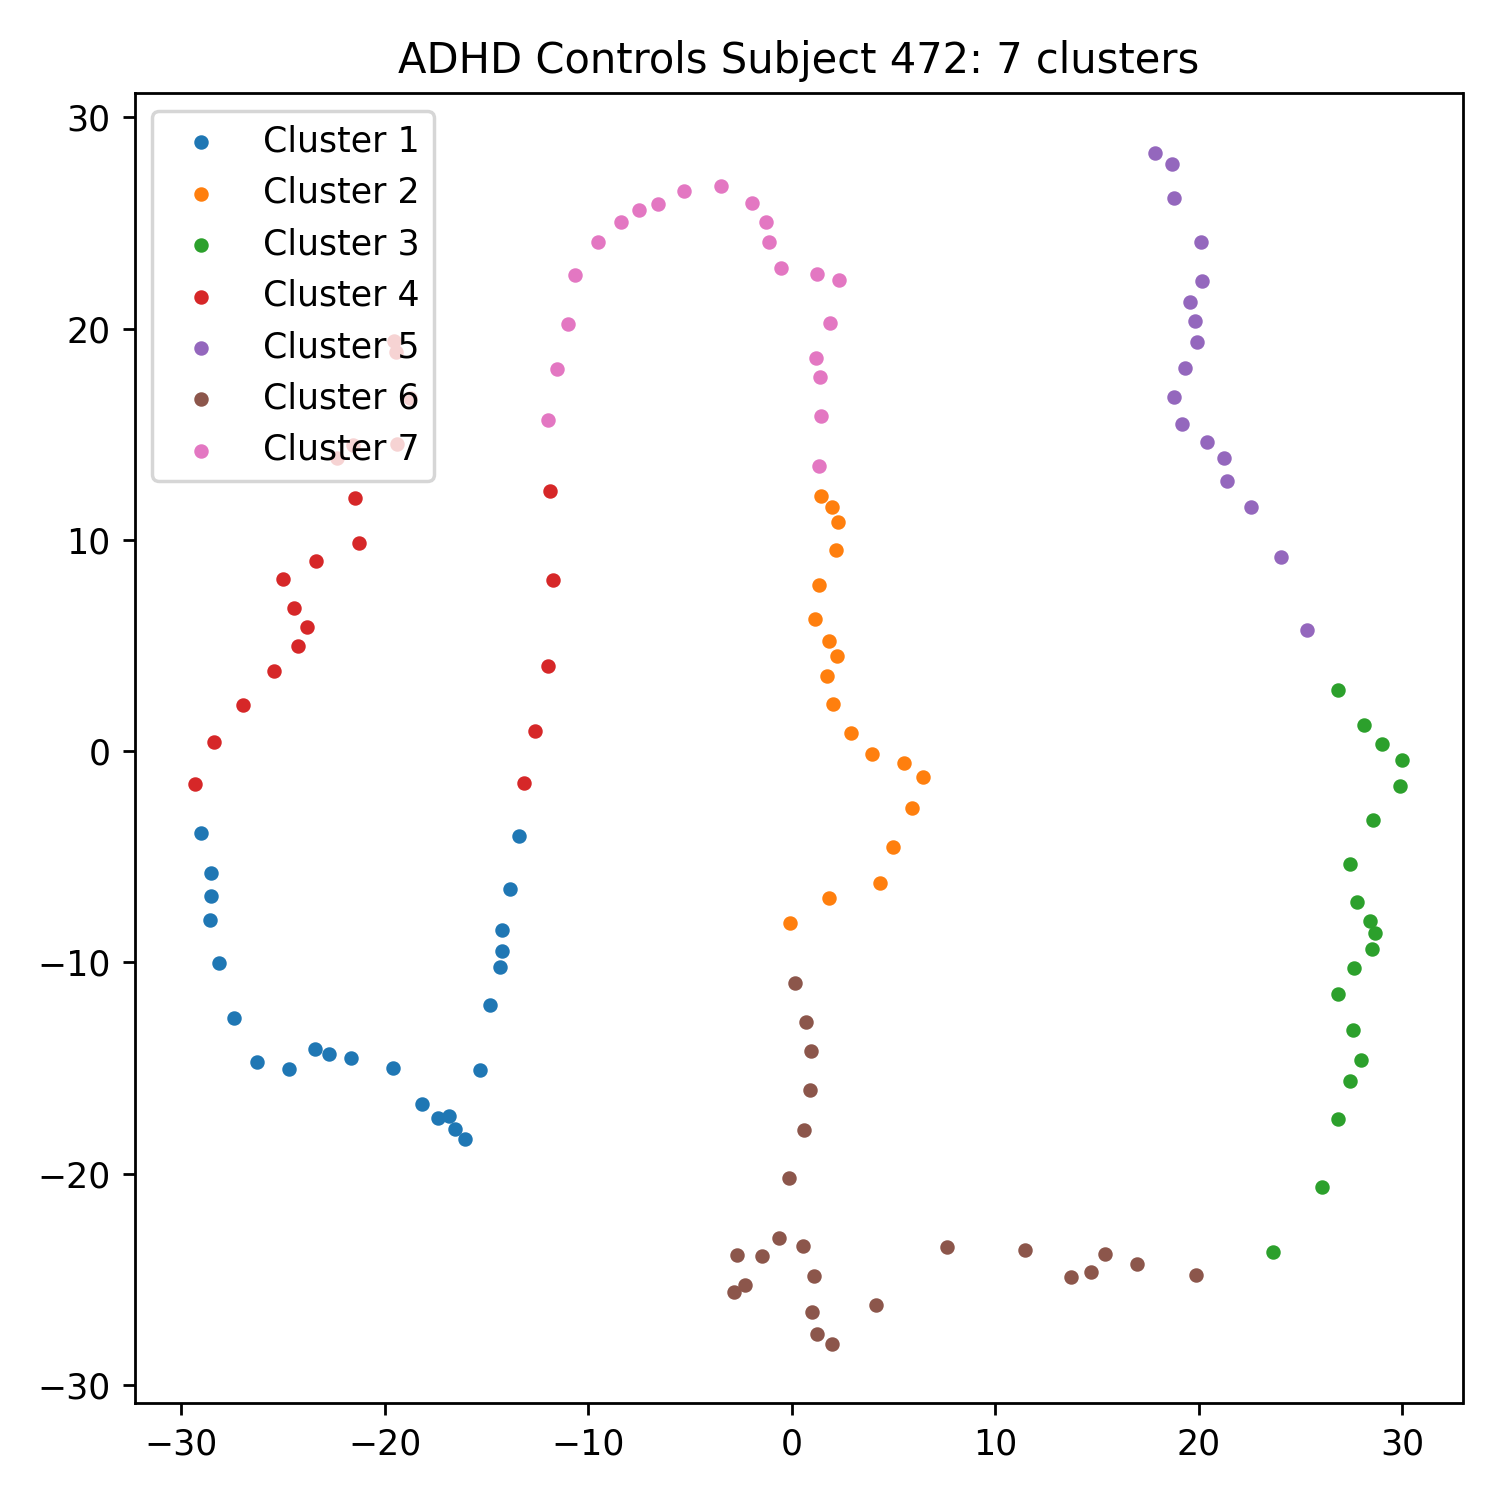 ADHD Controls Subject 472: 7 clusters
30
20
10
0
−10
−20
−30
Cluster 1
Cluster 2
Cluster 3
Cluster 4
Cluster 5
Cluster 6
Cluster 7
−30 −20 −10 0 10 20 30